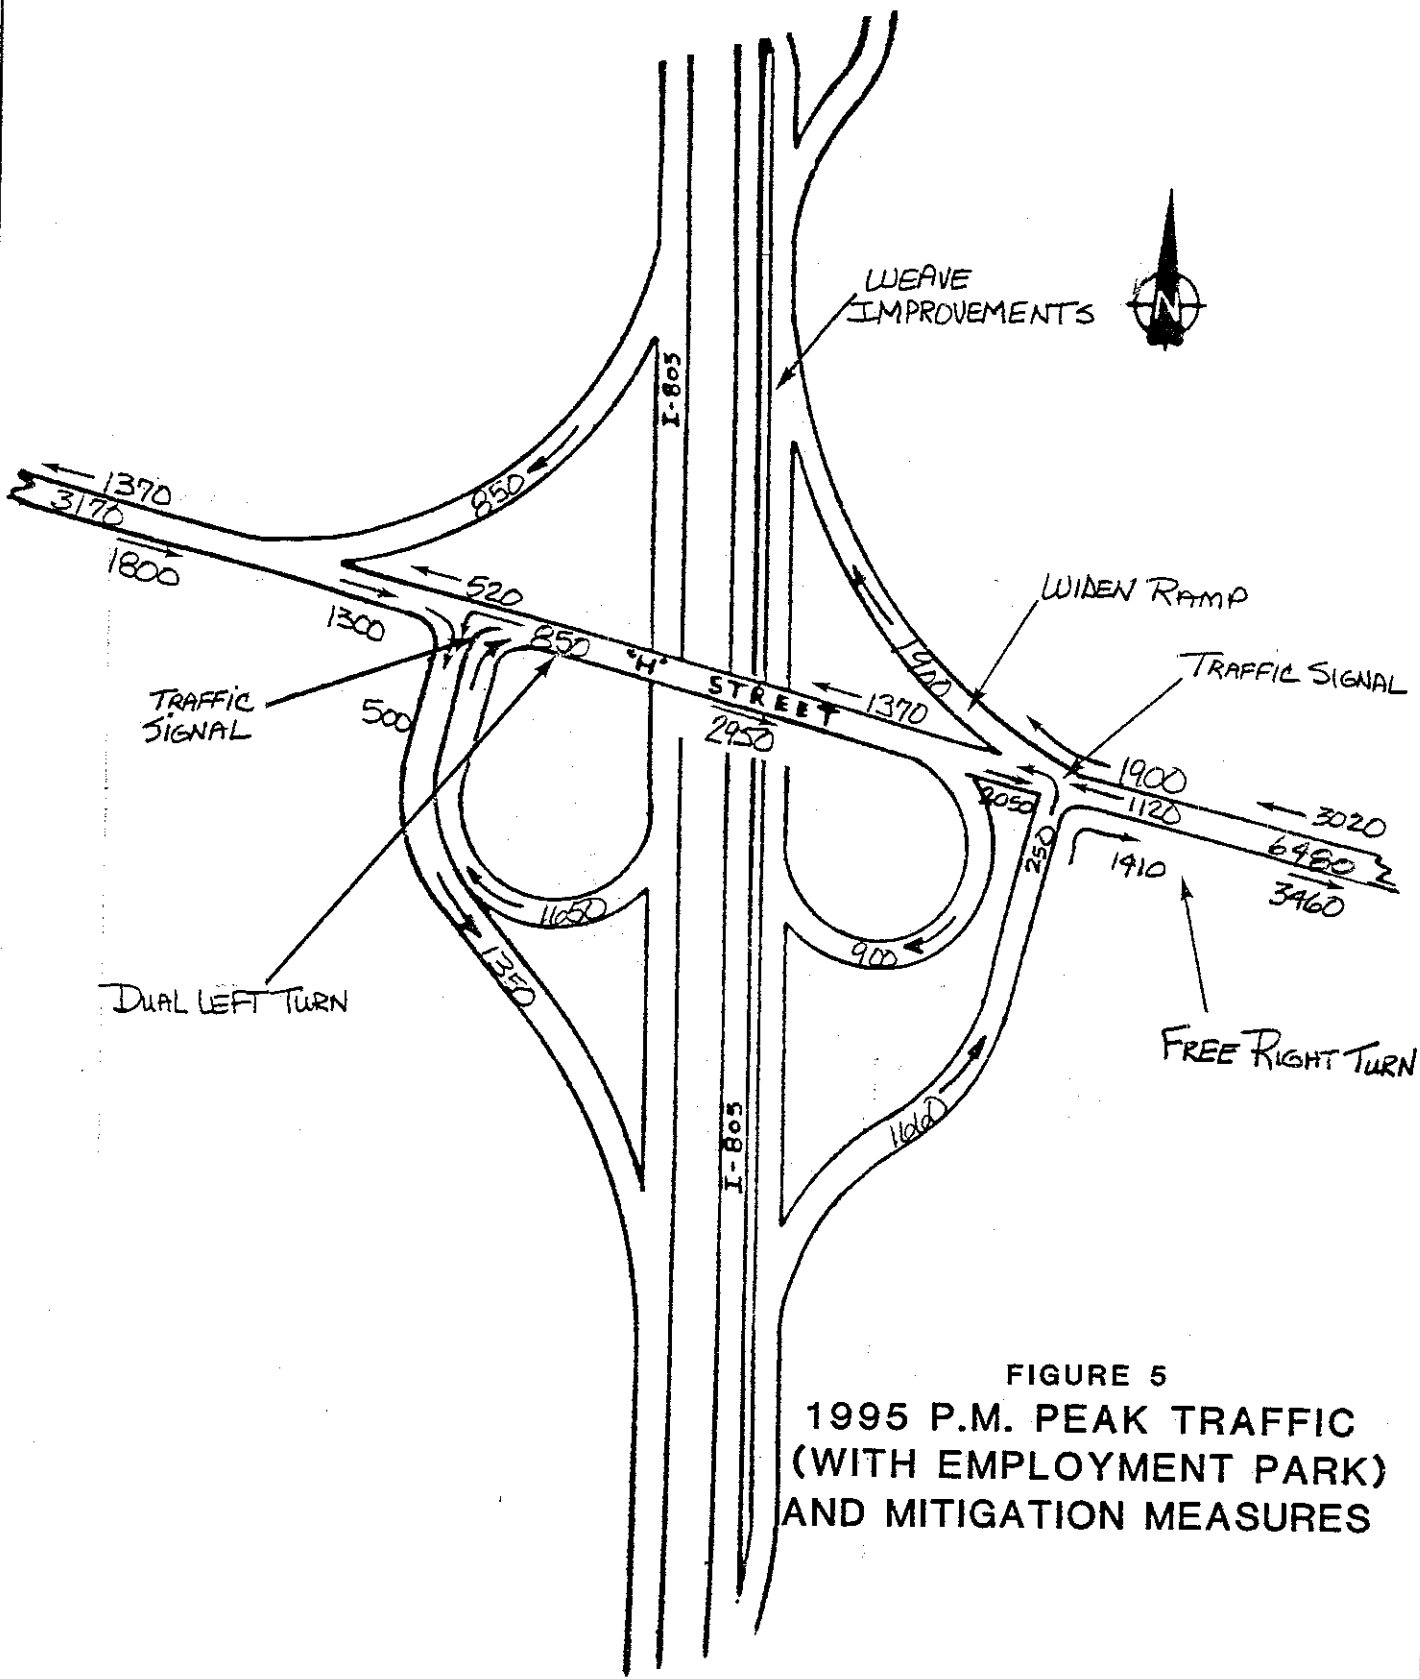 WEAVE
IMPROVEMENTS
N
I-805
1370
3170
1800
850
1300
520
850
"H" STREET
2950
1370
1900
WIDEN RAMP
TRAFFIC SIGNAL
TRAFFIC
SIGNAL
500
1900
1120
3020
6480
3460
2050
250
1410
1650
900
1350
DUAL LEFT TURN
FREE RIGHT TURN
1660
I-805
FIGURE 5
1995 P.M. PEAK TRAFFIC
(WITH EMPLOYMENT PARK)
AND MITIGATION MEASURES